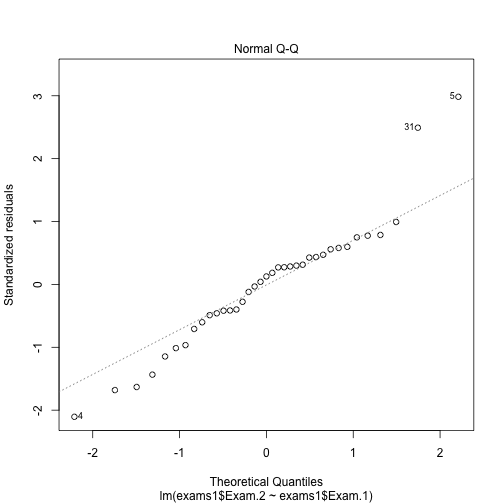 Normal Q-Q
3
2
1
0
-1
-2
Standardized residuals
5
31
4
-2 -1 0 1 2
Theoretical Quantiles
lm(exams1$Exam.2 ~ exams1$Exam.1)